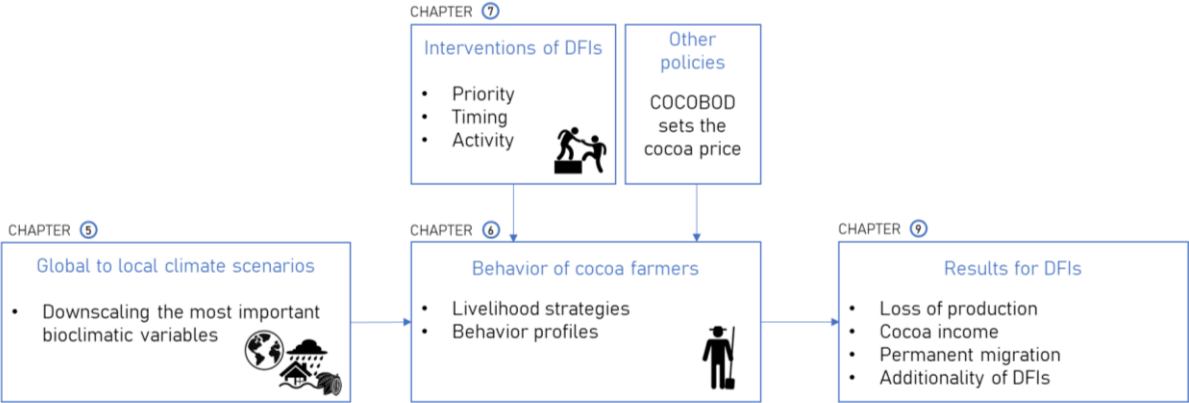 CHAPTER 7
Interventions of DFIs
• Priority
• Timing
• Activity
Other
policies
COCOBOD
sets the
cocoa price
CHAPTER 5
Global to local climate scenarios
• Downscaling the most important
bioclimatic variables
CHAPTER 6
Behavior of cocoa farmers
• Livelihood strategies
• Behavior profiles
CHAPTER 9
Results for DFIs
• Loss of production
• Cocoa income
• Permanent migration
• Additionality of DFIs